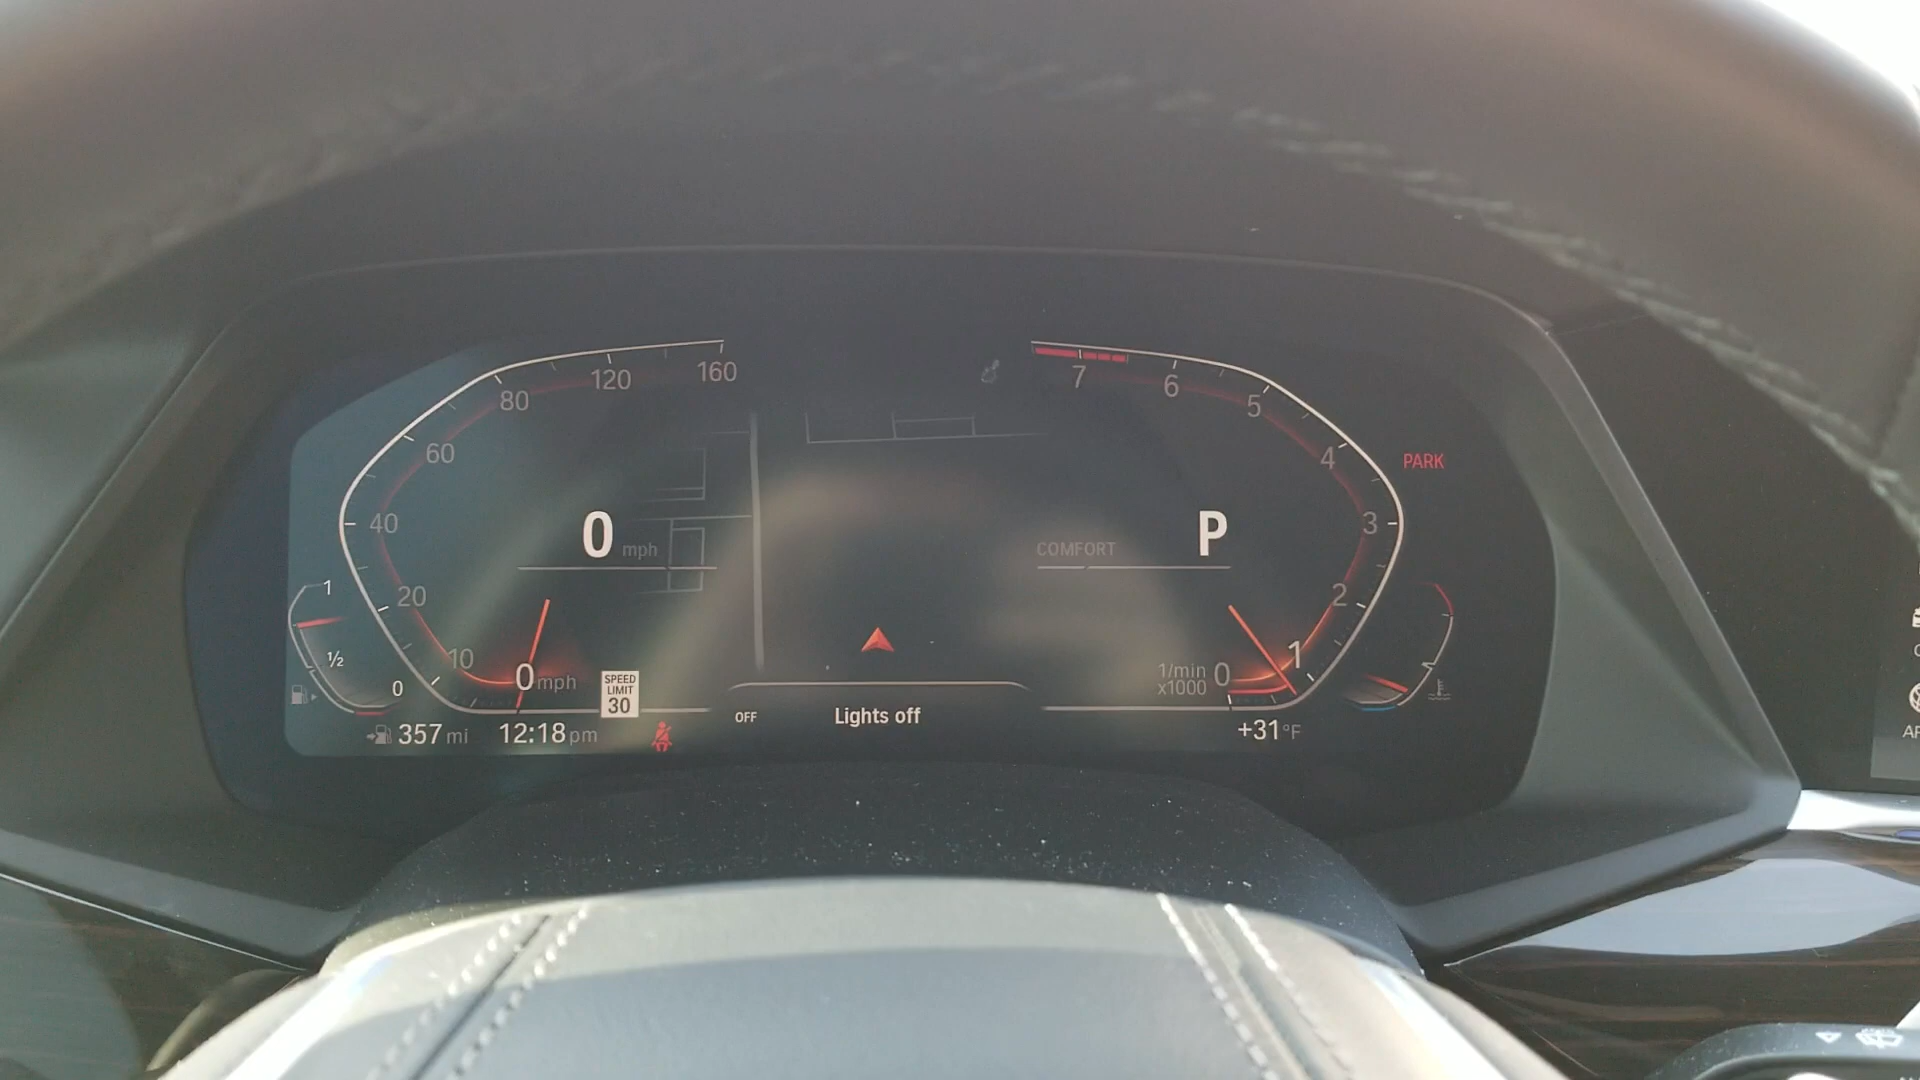 160
120
80
60
40
20
10
0 mph
0 mph
1
½
0
SPEED
LIMIT
30
357 mi
12:18 pm
OFF
Lights off
7
6
5
4
3
2
1
0
1/min
x1000
COMFORT
P
PARK
+31 °F